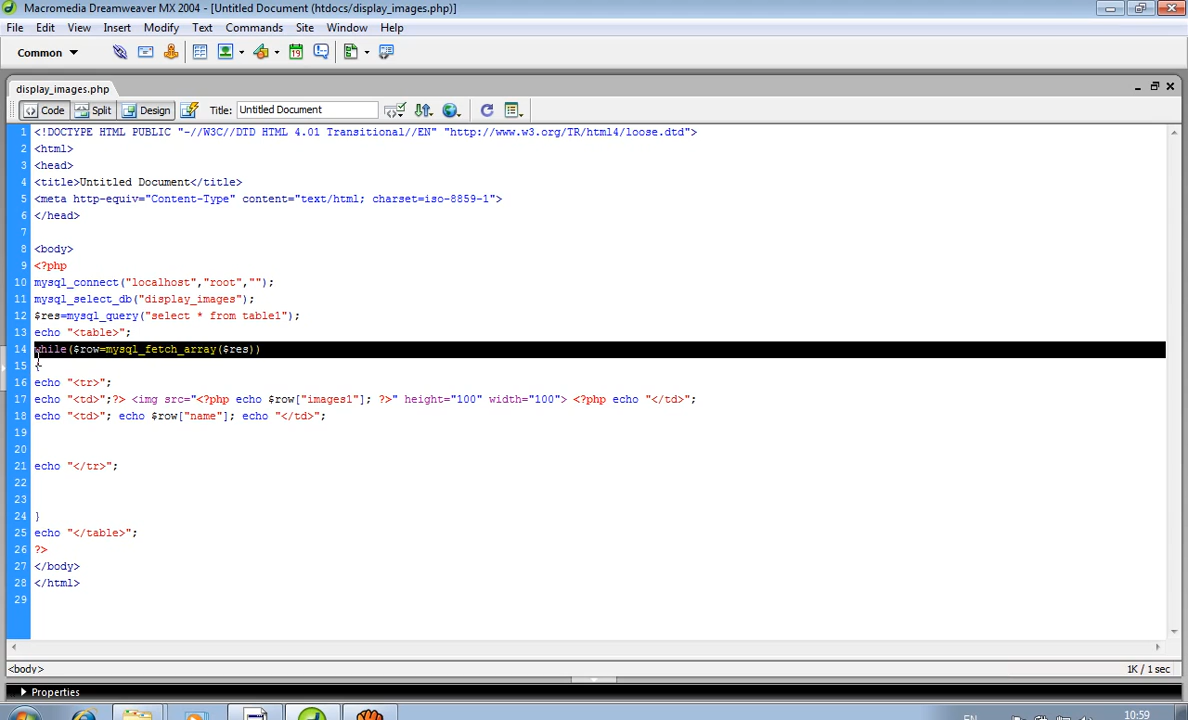 Macromedia Dreamweaver MX 2004 - [Untitled Document (htdocs/display_images.php)]
File Edit View Insert Modify Text Commands Site Window Help
Common
display_images.php
Code Split Design Title: Untitled Document
1 <!DOCTYPE HTML PUBLIC "-//W3C//DTD HTML 4.01 Transitional//EN" "http://www.w3.org/TR/html4/loose.dtd">
2 <html>
3 <head>
4 <title>Untitled Document</title>
5 <meta http-equiv="Content-Type" content="text/html; charset=iso-8859-1">
6 </head>
7
8 <body>
9 <?php
10 mysql_connect("localhost","root","");
11 mysql_select_db("display_images");
12 $res=mysql_query("select * from table1");
13 echo "<table>";
14 while($row=mysql_fetch_array($res))
15 {
16 echo "<tr>";
17 echo "<td>";?> <img src="<?php echo $row["images1"]; ?>" height="100" width="100"> <?php echo "</td>";
18 echo "<td>"; echo $row["name"]; echo "</td>";
19
20
21 echo "</tr>";
22
23
24 }
25 echo "</table>";
26 ?>
27 </body>
28 </html>
29
<body> 1K / 1 sec
Properties
EN 10:59